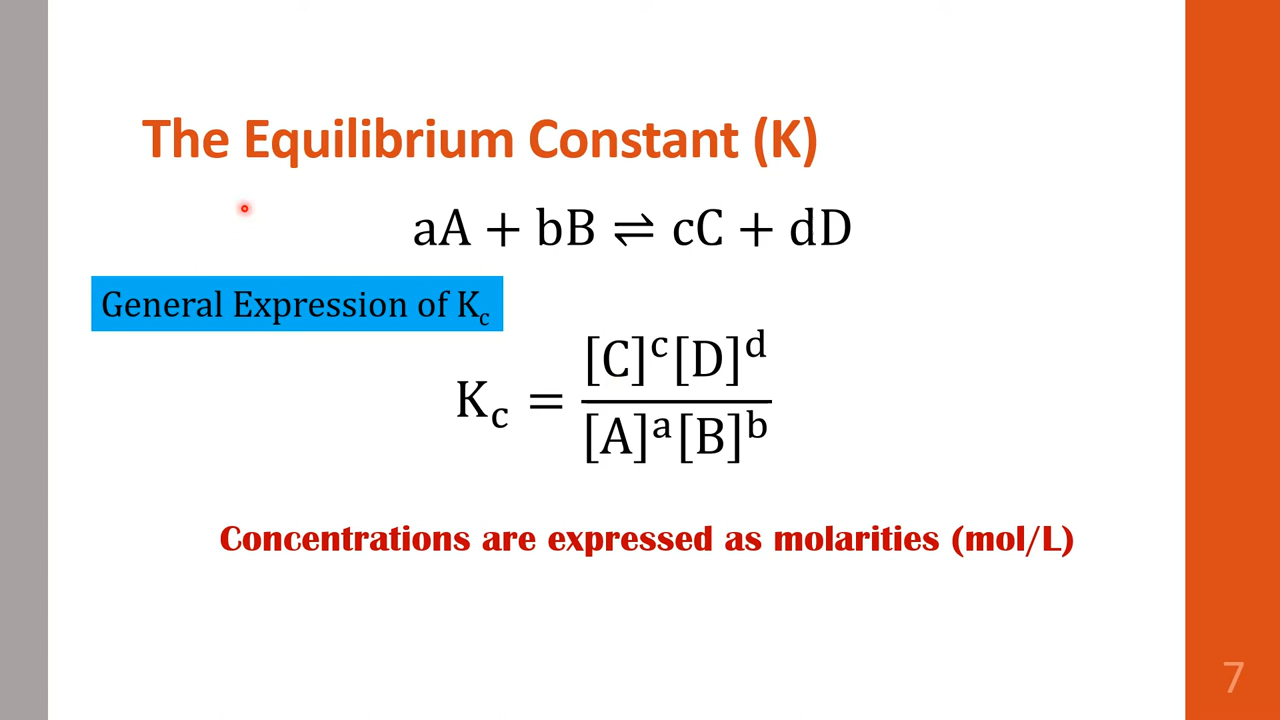 The Equilibrium Constant (K)
aA + bB ⇌ cC + dD
General Expression of K_c
K_c = [C]^c[D]^d / [A]^a[B]^b
Concentrations are expressed as molarities (mol/L)
7